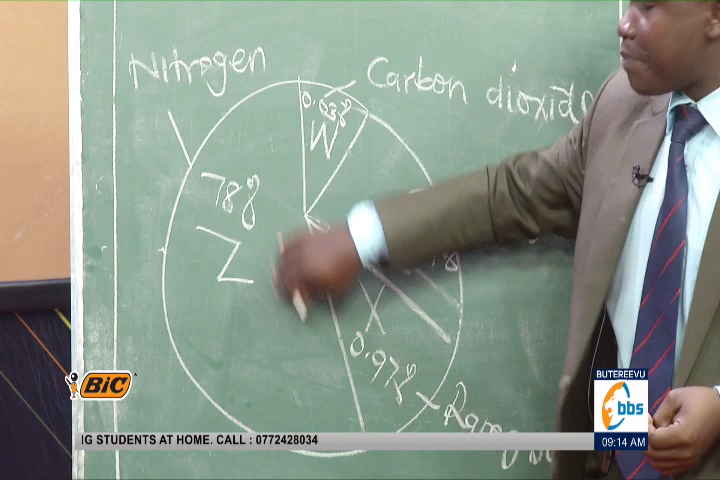 Nitrogen
Carbon dioxide
0.03%
W
78%
Z
X
0.97%
BiC
BUTEREEVU
bbs
IG STUDENTS AT HOME. CALL : 0772428034
09:14 AM